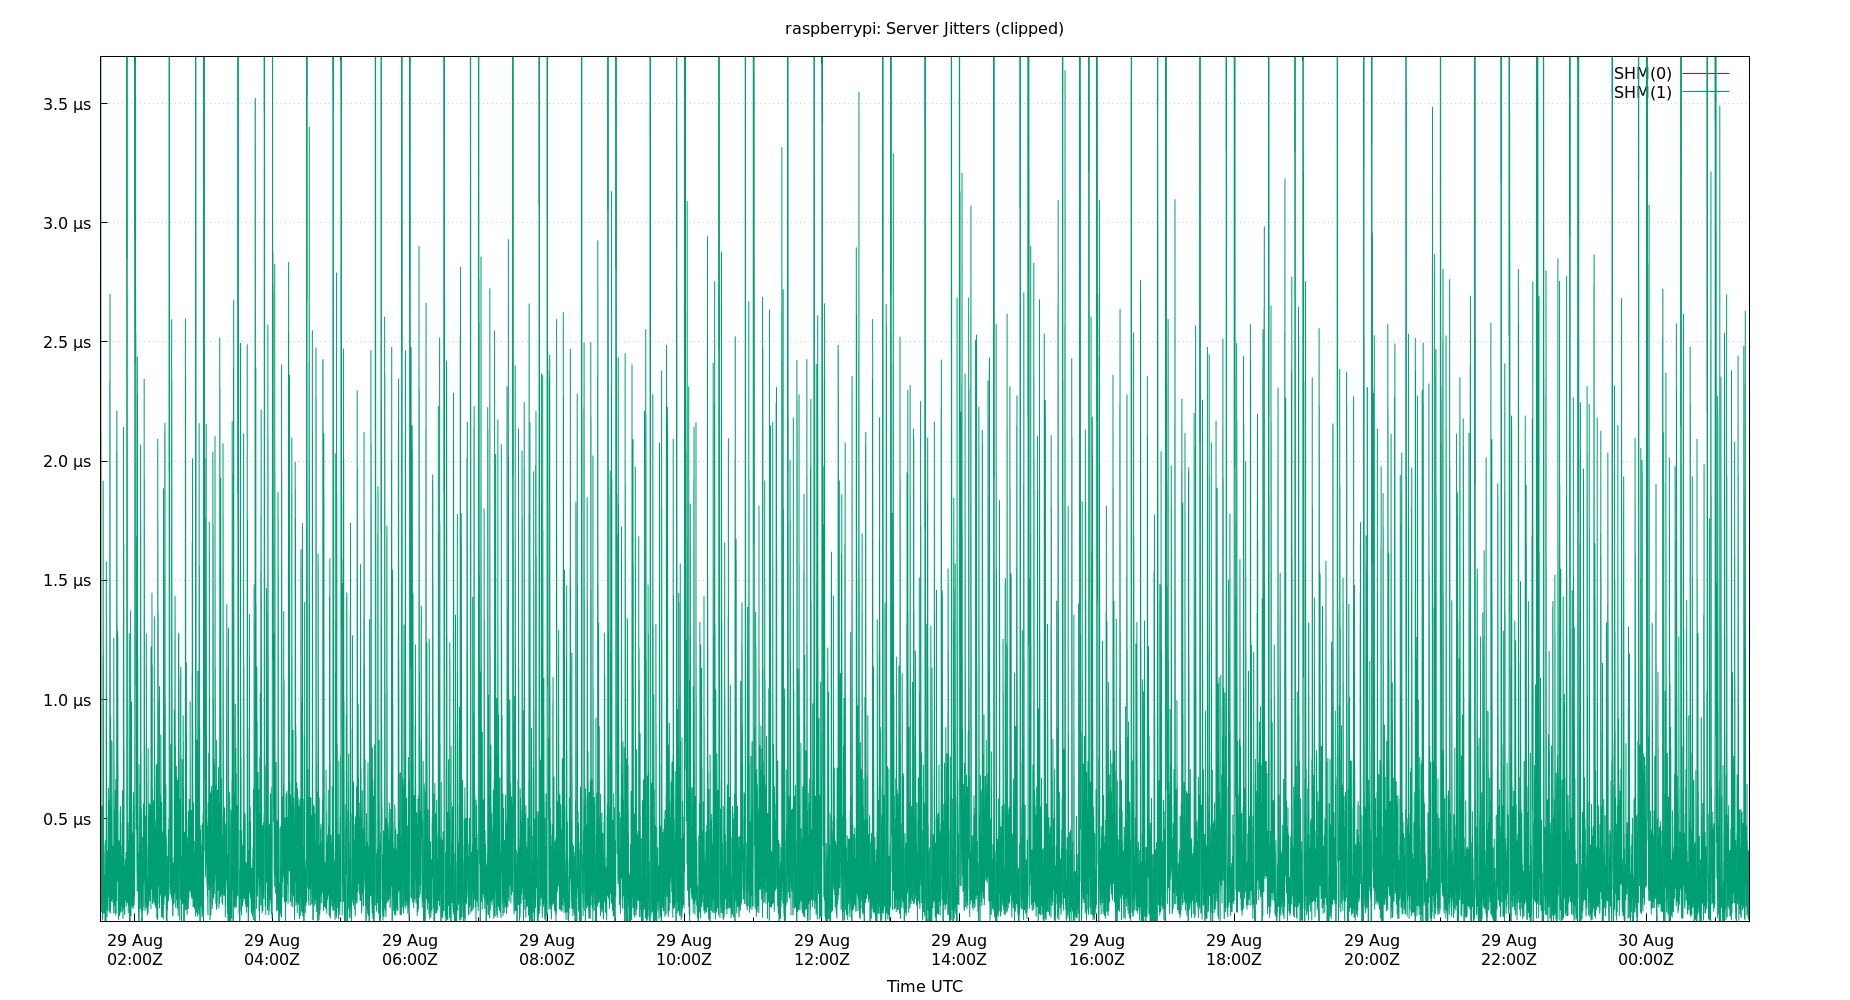 raspberrypi: Server Jitters (clipped)
SHM(0)
SHM(1)
3.5 µs
3.0 µs
2.5 µs
2.0 µs
1.5 µs
1.0 µs
0.5 µs
29 Aug 29 Aug 29 Aug 29 Aug 29 Aug 29 Aug 29 Aug 29 Aug 29 Aug 29 Aug 29 Aug 30 Aug
02:00Z 04:00Z 06:00Z 08:00Z 10:00Z 12:00Z 14:00Z 16:00Z 18:00Z 20:00Z 22:00Z 00:00Z
Time UTC